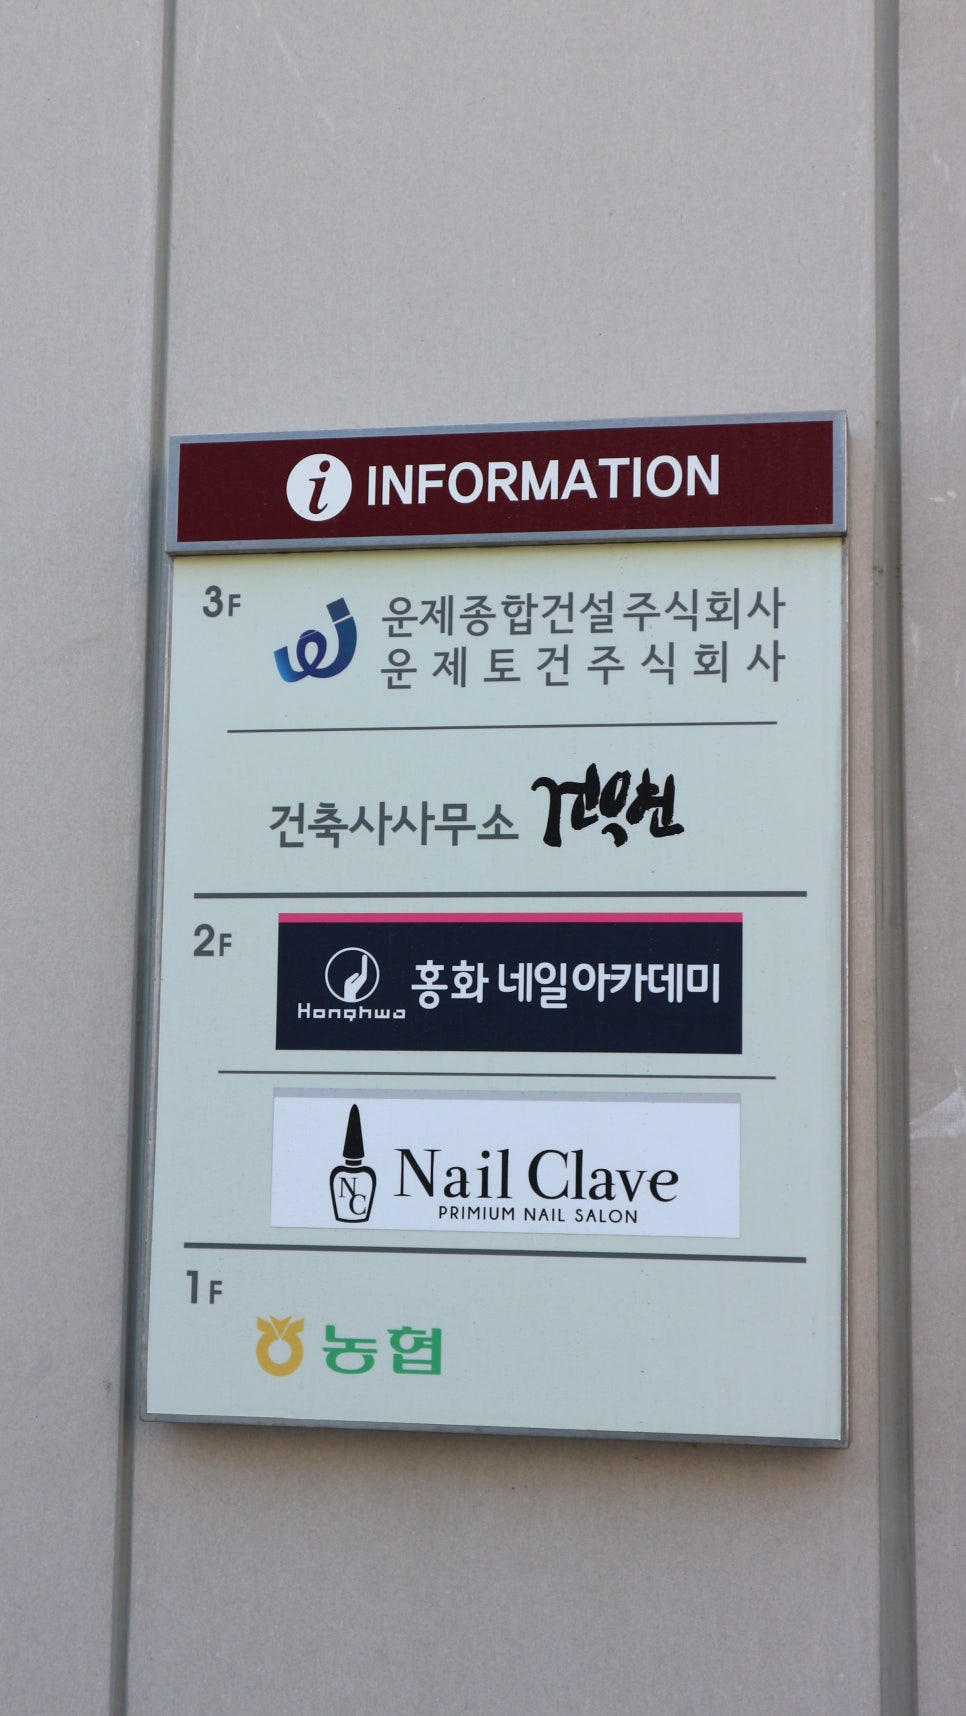 i INFORMATION
3F
운제종합건설주식회사
운제토건주식회사
건축사사무소
2F
Honghwa 홍화 네일아카데미
NC
Nail Clave
PRIMIUM NAIL SALON
1F
농협